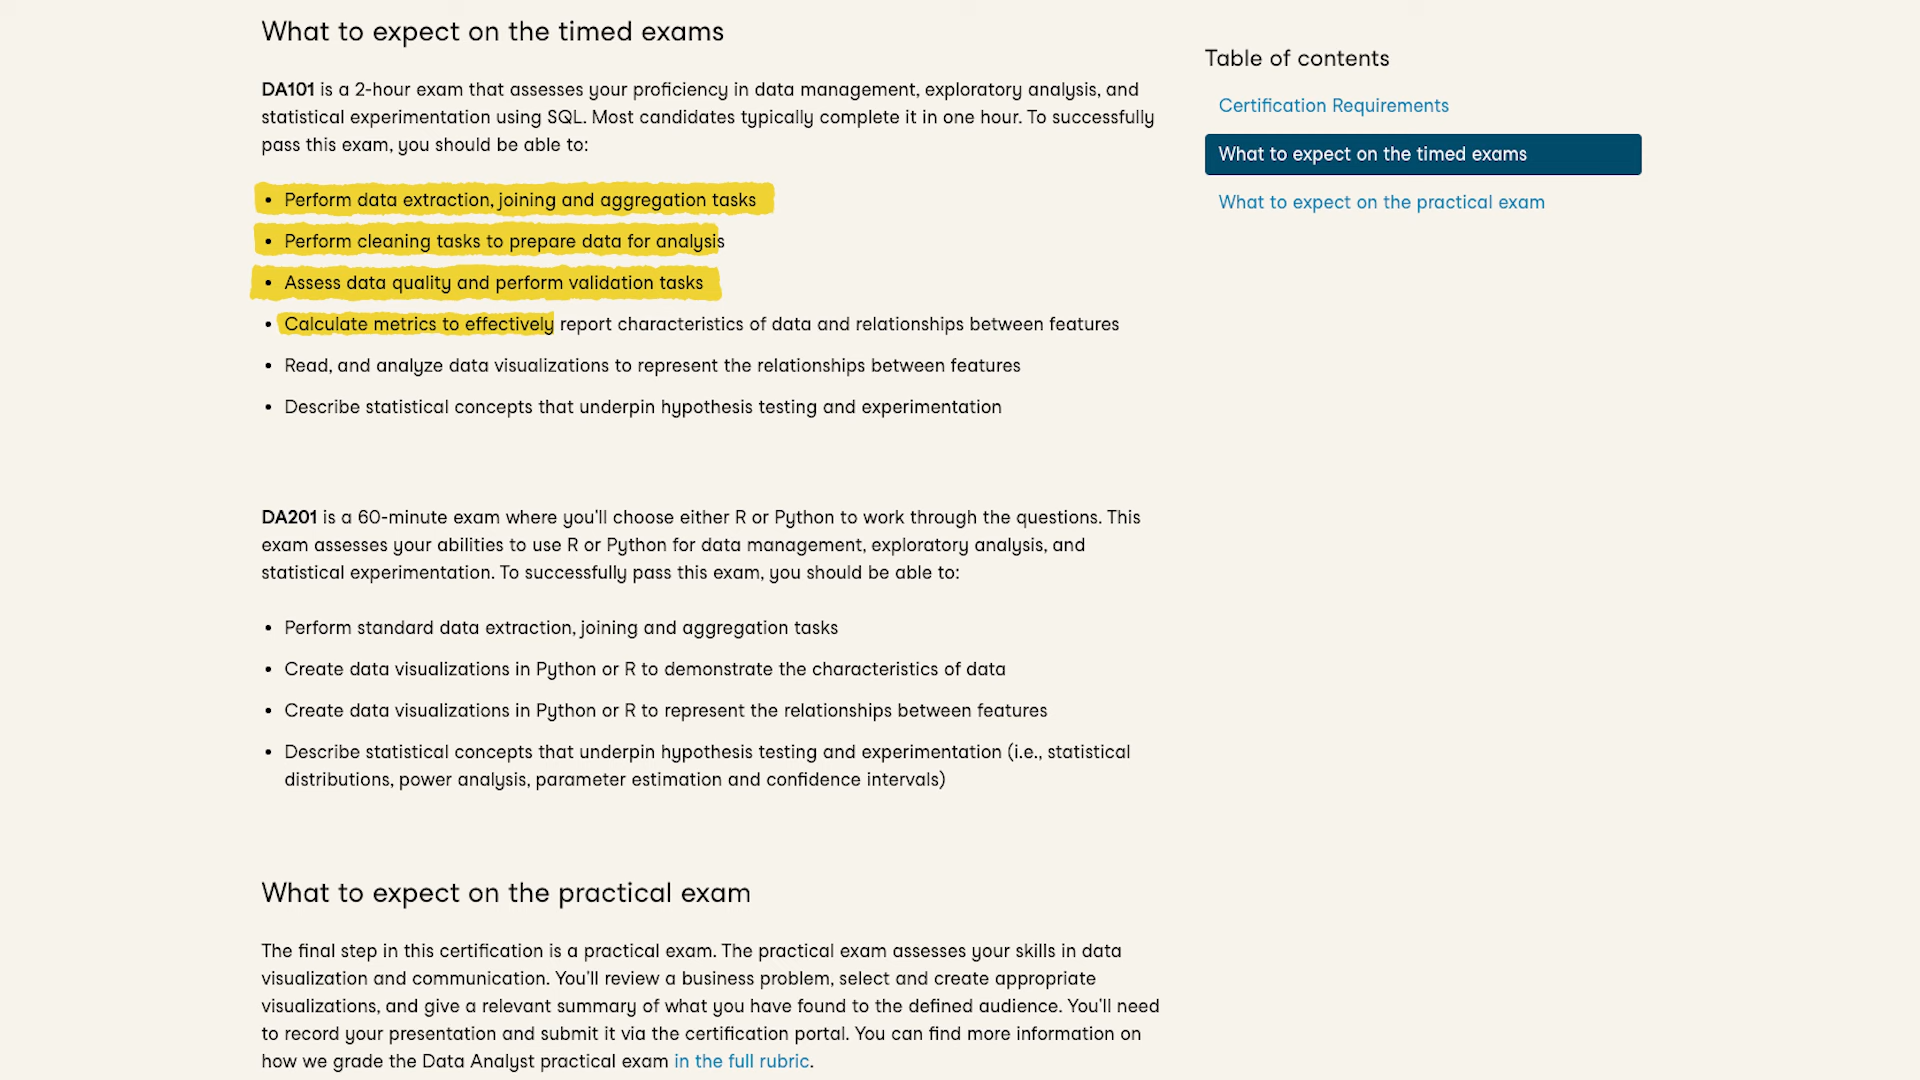 What to expect on the timed exams
DA101 is a 2-hour exam that assesses your proficiency in data management, exploratory analysis, and
statistical experimentation using SQL. Most candidates typically complete it in one hour. To successfully
pass this exam, you should be able to:
• Perform data extraction, joining and aggregation tasks
• Perform cleaning tasks to prepare data for analysis
• Assess data quality and perform validation tasks
• Calculate metrics to effectively report characteristics of data and relationships between features
• Read, and analyze data visualizations to represent the relationships between features
• Describe statistical concepts that underpin hypothesis testing and experimentation
DA201 is a 60-minute exam where you'll choose either R or Python to work through the questions. This
exam assesses your abilities to use R or Python for data management, exploratory analysis, and
statistical experimentation. To successfully pass this exam, you should be able to:
• Perform standard data extraction, joining and aggregation tasks
• Create data visualizations in Python or R to demonstrate the characteristics of data
• Create data visualizations in Python or R to represent the relationships between features
• Describe statistical concepts that underpin hypothesis testing and experimentation (i.e., statistical
distributions, power analysis, parameter estimation and confidence intervals)
What to expect on the practical exam
The final step in this certification is a practical exam. The practical exam assesses your skills in data
visualization and communication. You'll review a business problem, select and create appropriate
visualizations, and give a relevant summary of what you have found to the defined audience. You'll need
to record your presentation and submit it via the certification portal. You can find more information on
how we grade the Data Analyst practical exam in the full rubric.
Table of contents
Certification Requirements
What to expect on the timed exams
What to expect on the practical exam